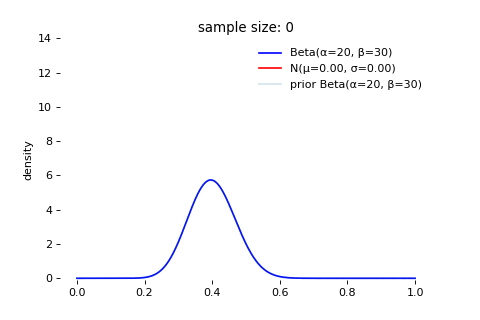 sample size: 0
14
12
10
8
6
4
2
0
density
Beta(α=20, β=30)
N(μ=0.00, σ=0.00)
prior Beta(α=20, β=30)
0.0 0.2 0.4 0.6 0.8 1.0